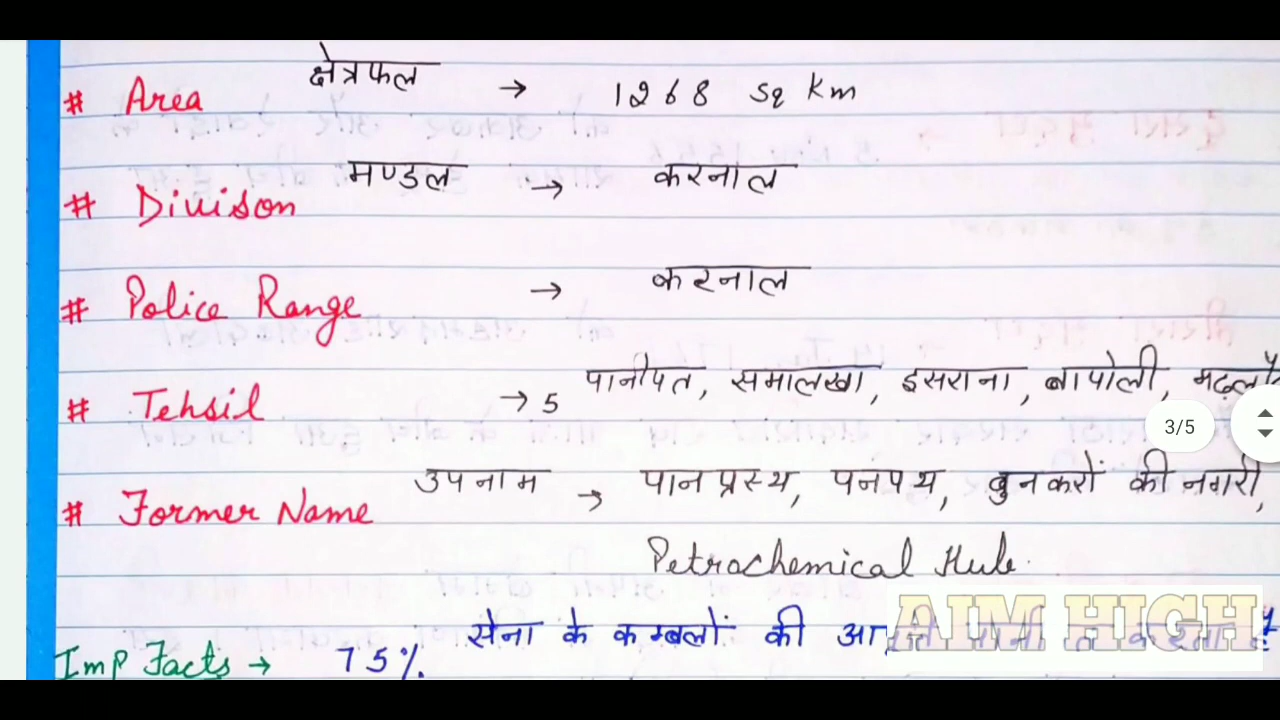 क्षेत्रफल
# Area → 1268 Sq Km
मण्डल
# Divison → करनाल
# Police Range → करनाल
# Tehsil → 5 पानीपत, समालखा, इसराना, बापोली,
3/5
उपनाम
# Former Name → पानप्रस्थ, पनपथ, बुनकरों की नगरी,
Petrochemical Hub.
AIM HIGH
सेना के कम्बलों की
Imp Facts → 75%